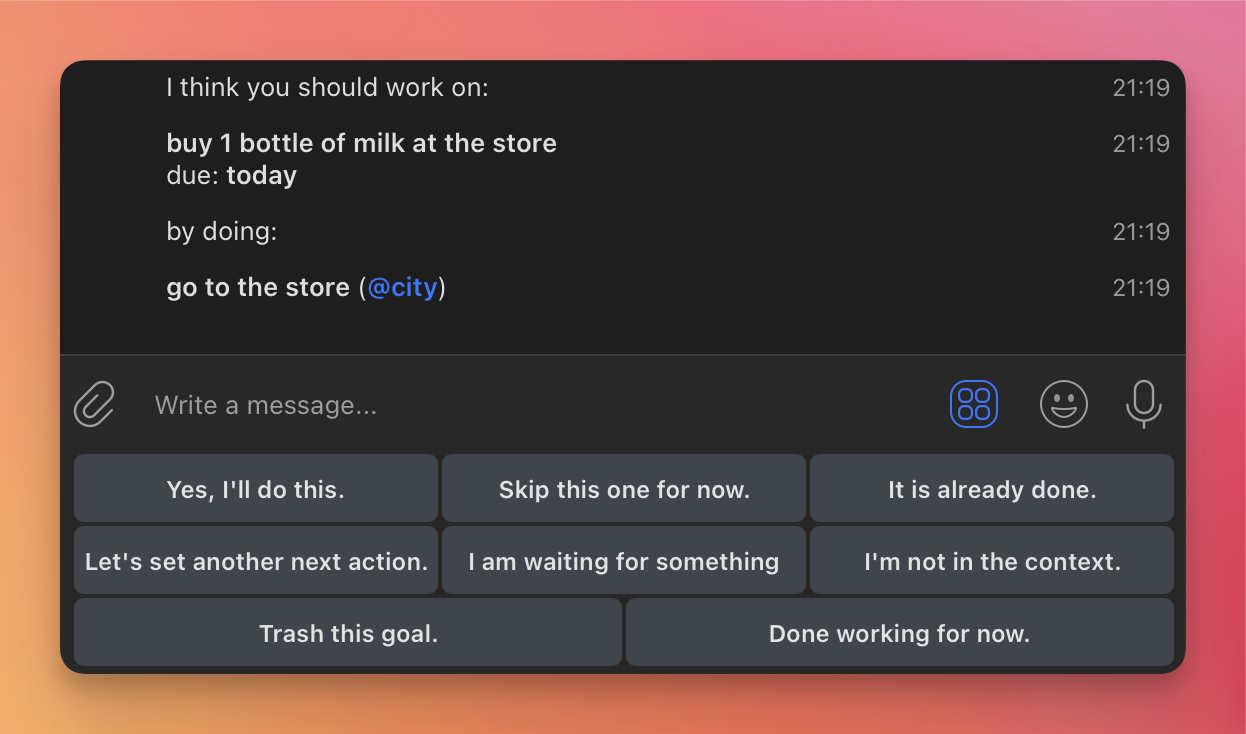 I think you should work on:
21:19
buy 1 bottle of milk at the store
21:19
due: today
by doing:
21:19
go to the store (@city)
21:19
Write a message...
Yes, I'll do this.
Skip this one for now.
It is already done.
Let's set another next action.
I am waiting for something
I'm not in the context.
Trash this goal.
Done working for now.